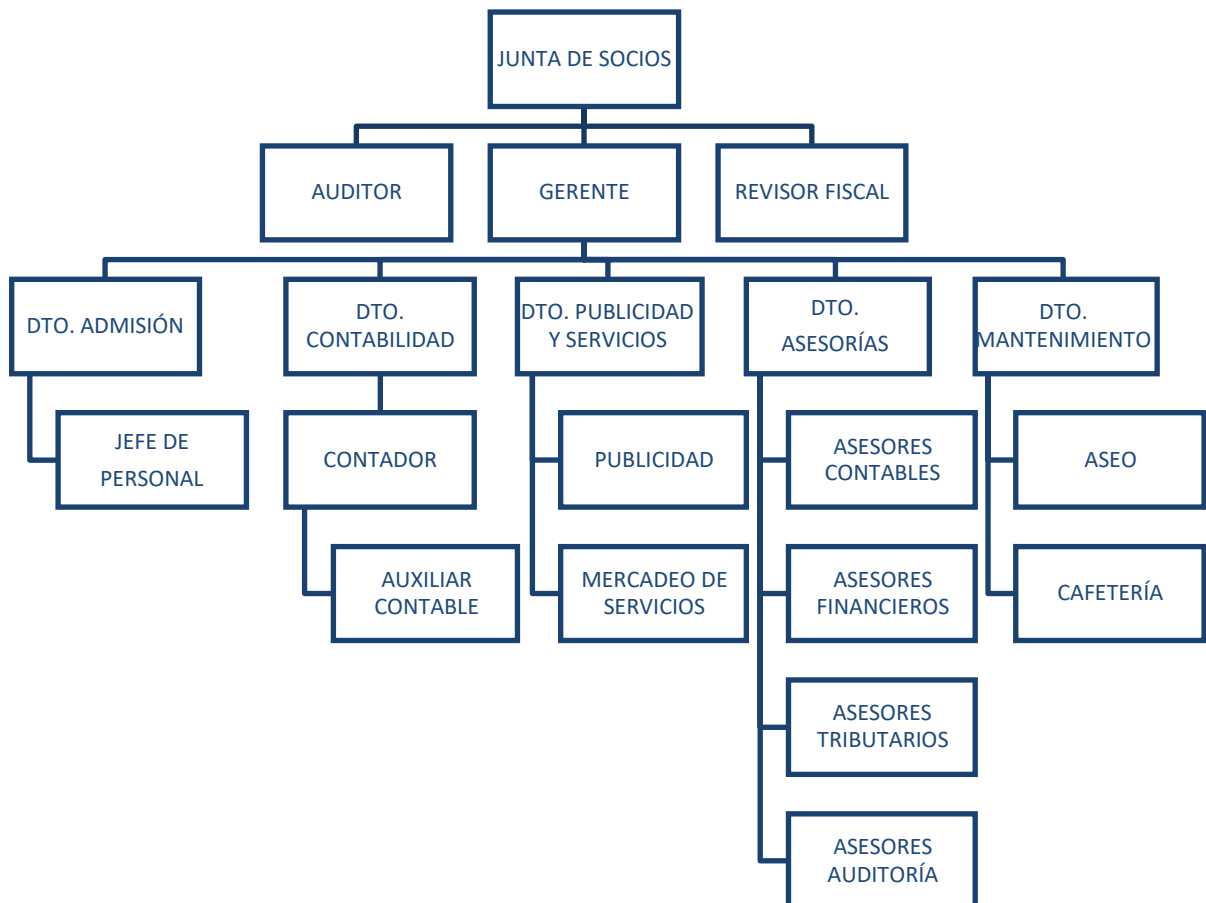 JUNTA DE SOCIOS
AUDITOR
GERENTE
REVISOR FISCAL
DTO. ADMISIÓN
DTO.
CONTABILIDAD
DTO. PUBLICIDAD
Y SERVICIOS
DTO.
ASESORÍAS
DTO.
MANTENIMIENTO
JEFE DE
PERSONAL
CONTADOR
PUBLICIDAD
ASESORES
CONTABLES
ASEO
AUXILIAR
CONTABLE
MERCADEO DE
SERVICIOS
ASESORES
FINANCIEROS
CAFETERÍA
ASESORES
TRIBUTARIOS
ASESORES
AUDITORÍA